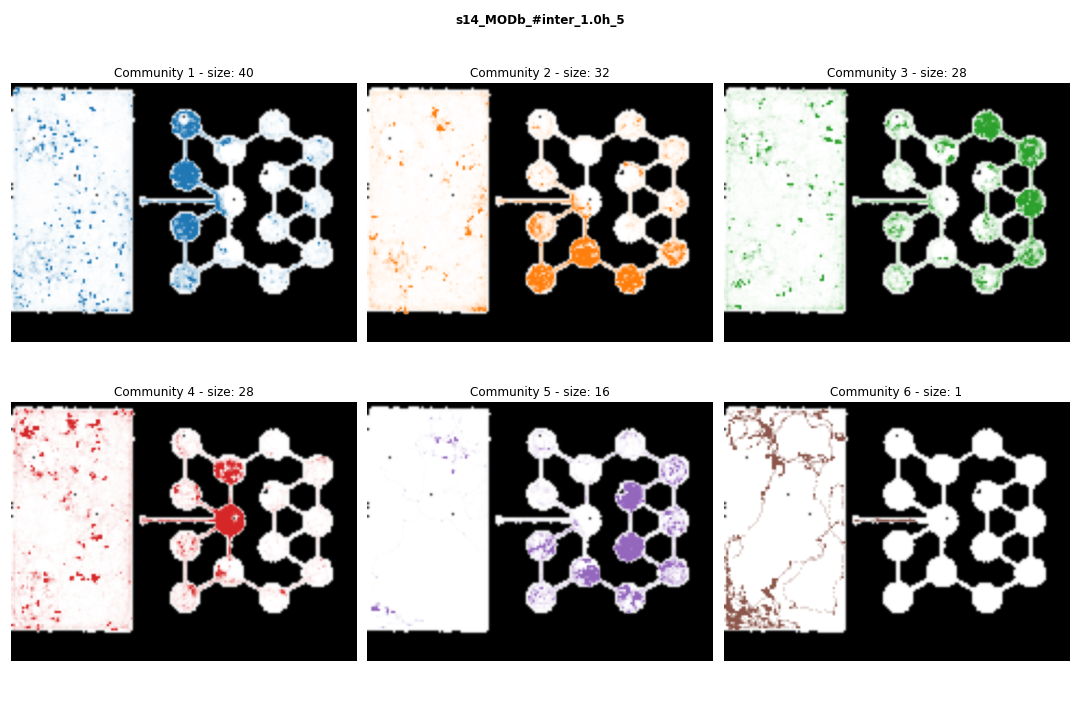 s14_MODb_#inter_1.0h_5
Community 1 - size: 40
Community 2 - size: 32
Community 3 - size: 28
Community 4 - size: 28
Community 5 - size: 16
Community 6 - size: 1